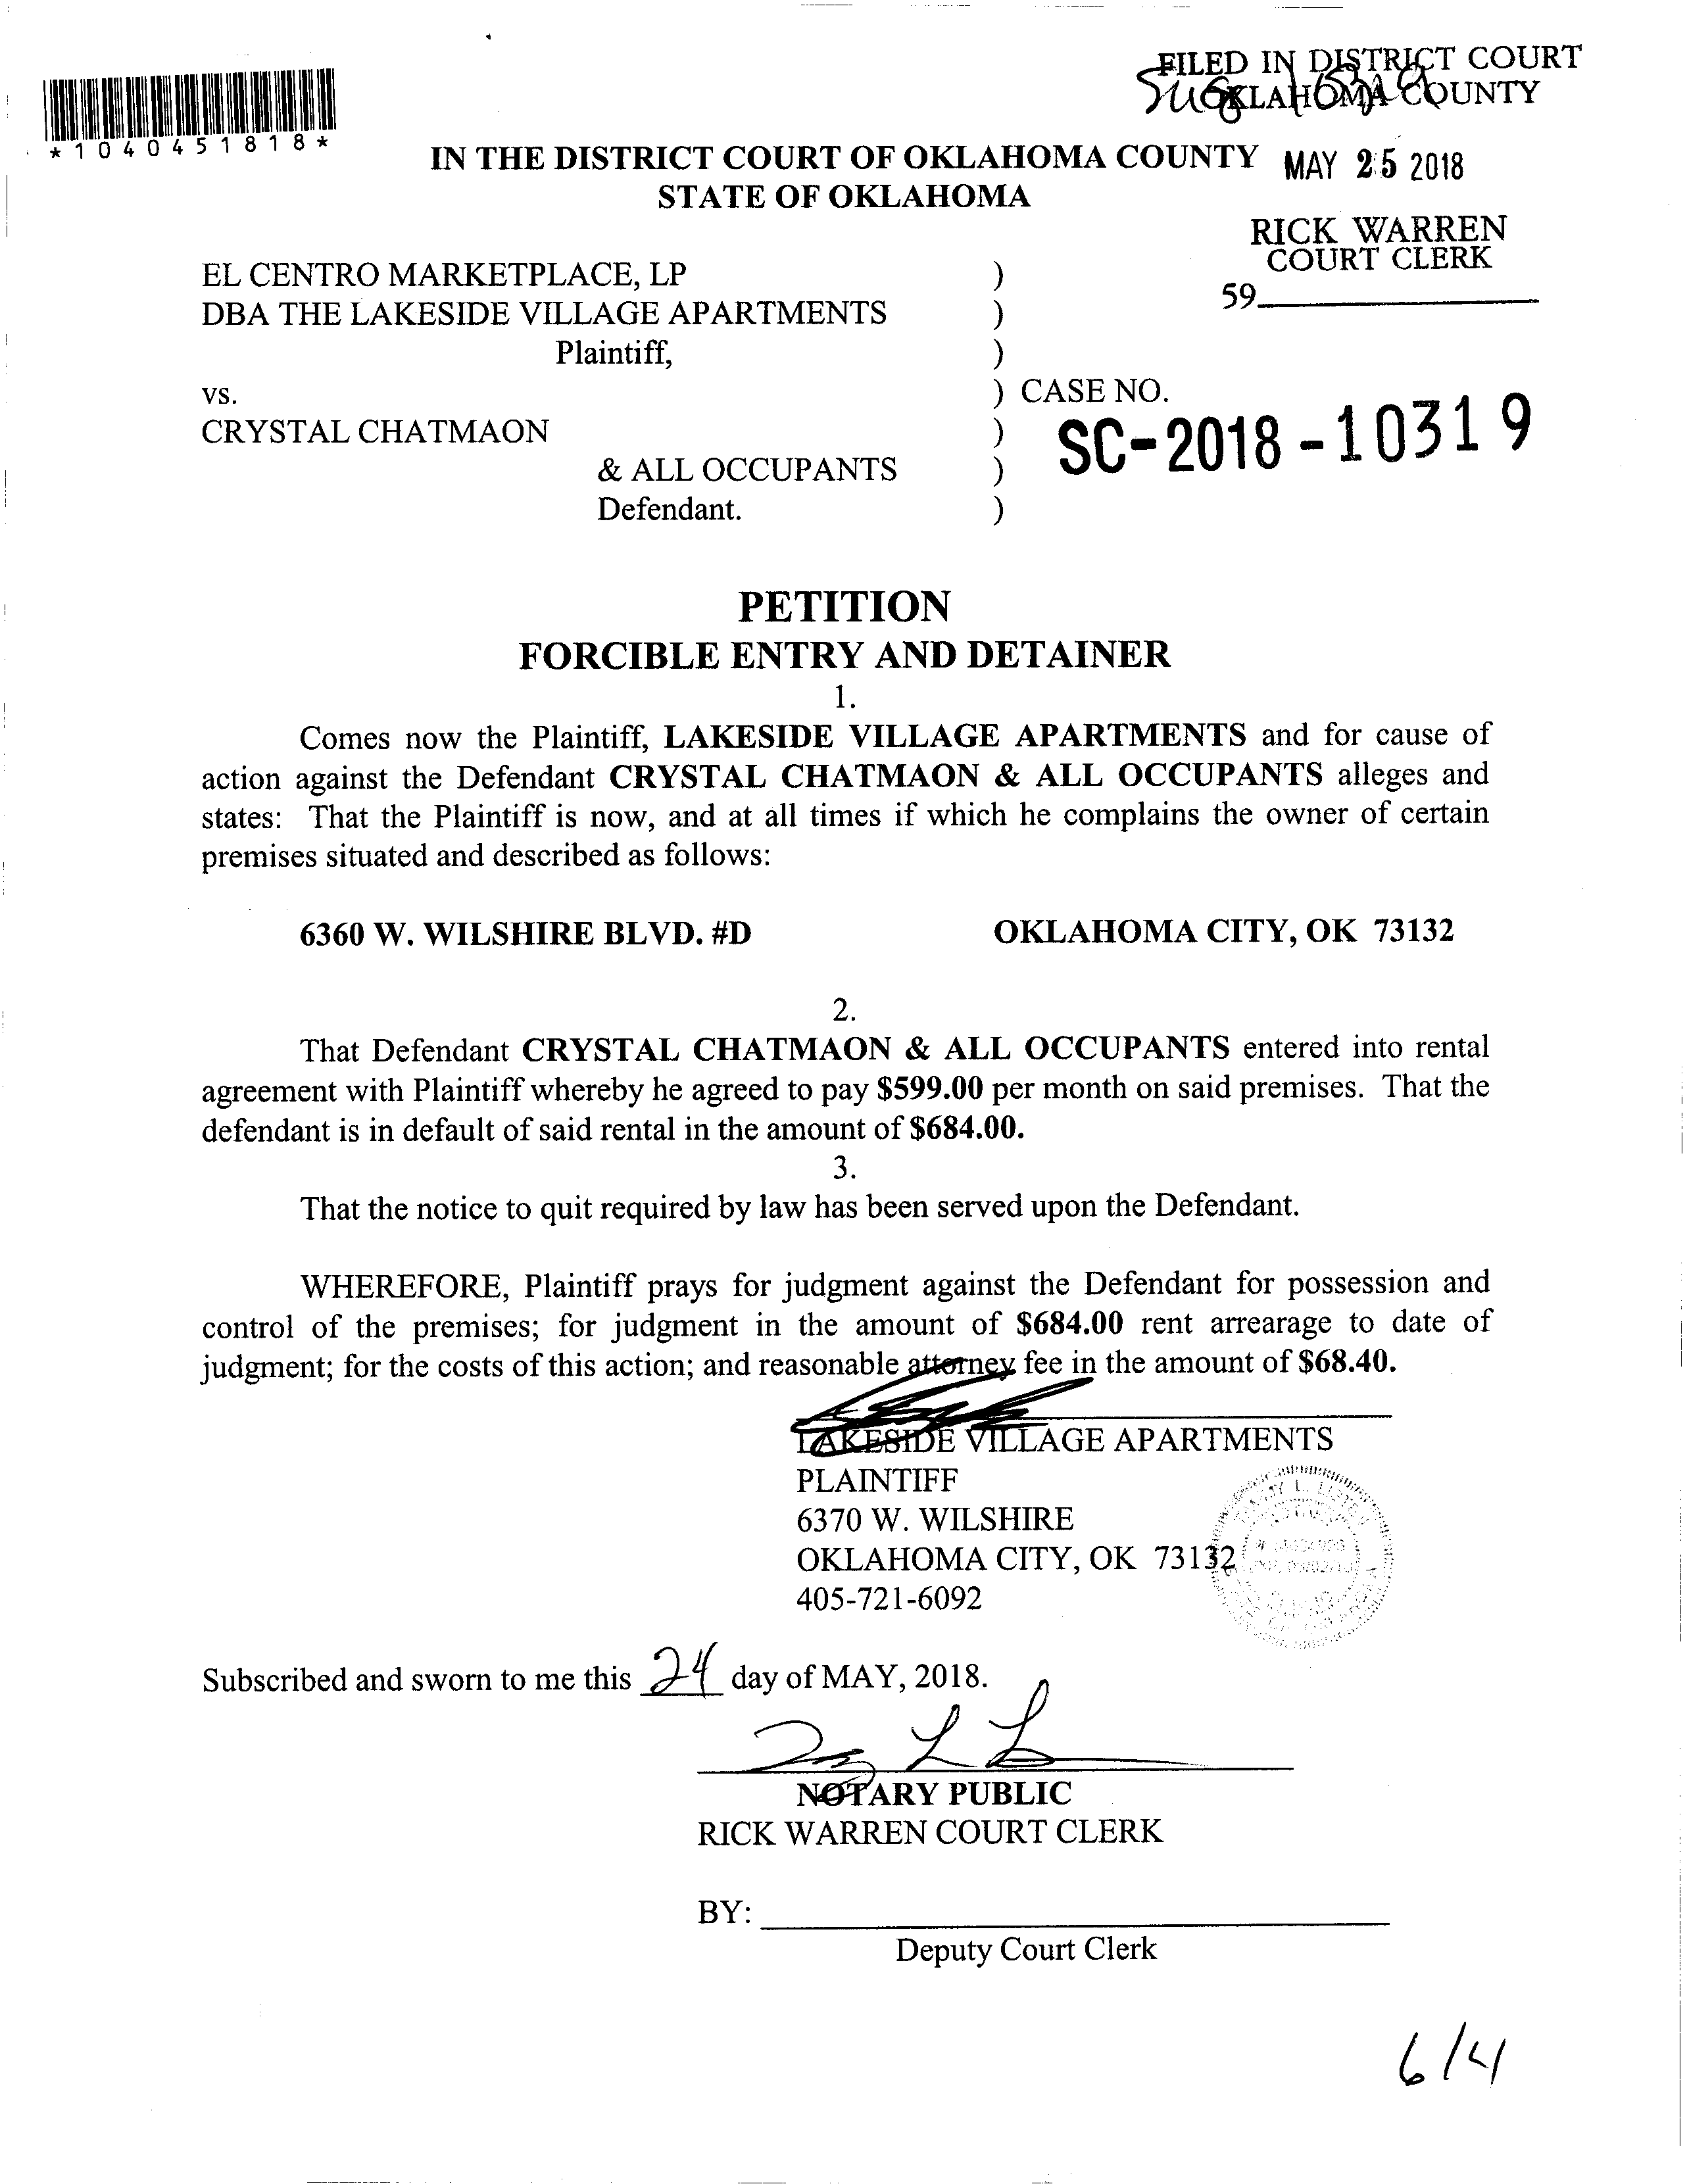 FILED IN DISTRICT COURT
OKLAHOMA COUNTY
*1040451818*
IN THE DISTRICT COURT OF OKLAHOMA COUNTY
MAY 25 2018
STATE OF OKLAHOMA
RICK WARREN
COURT CLERK
59
EL CENTRO MARKETPLACE, LP )
DBA THE LAKESIDE VILLAGE APARTMENTS )
Plaintiff, )
vs. ) CASE NO.
CRYSTAL CHATMAON ) SC-2018-10319
& ALL OCCUPANTS )
Defendant. )
PETITION
FORCIBLE ENTRY AND DETAINER
1.
Comes now the Plaintiff, LAKESIDE VILLAGE APARTMENTS and for cause of
action against the Defendant CRYSTAL CHATMAON & ALL OCCUPANTS alleges and
states: That the Plaintiff is now, and at all times if which he complains the owner of certain
premises situated and described as follows:
6360 W. WILSHIRE BLVD. #D OKLAHOMA CITY, OK 73132
2.
That Defendant CRYSTAL CHATMAON & ALL OCCUPANTS entered into rental
agreement with Plaintiff whereby he agreed to pay $599.00 per month on said premises. That the
defendant is in default of said rental in the amount of $684.00.
3.
That the notice to quit required by law has been served upon the Defendant.
WHEREFORE, Plaintiff prays for judgment against the Defendant for possession and
control of the premises; for judgment in the amount of $684.00 rent arrearage to date of
judgment; for the costs of this action; and reasonable attorney fee in the amount of $68.40.
LAKESIDE VILLAGE APARTMENTS
PLAINTIFF
6370 W. WILSHIRE
OKLAHOMA CITY, OK 73132
405-721-6092
Subscribed and sworn to me this 24 day of MAY, 2018.
NOTARY PUBLIC
RICK WARREN COURT CLERK
BY:
Deputy Court Clerk
6/4